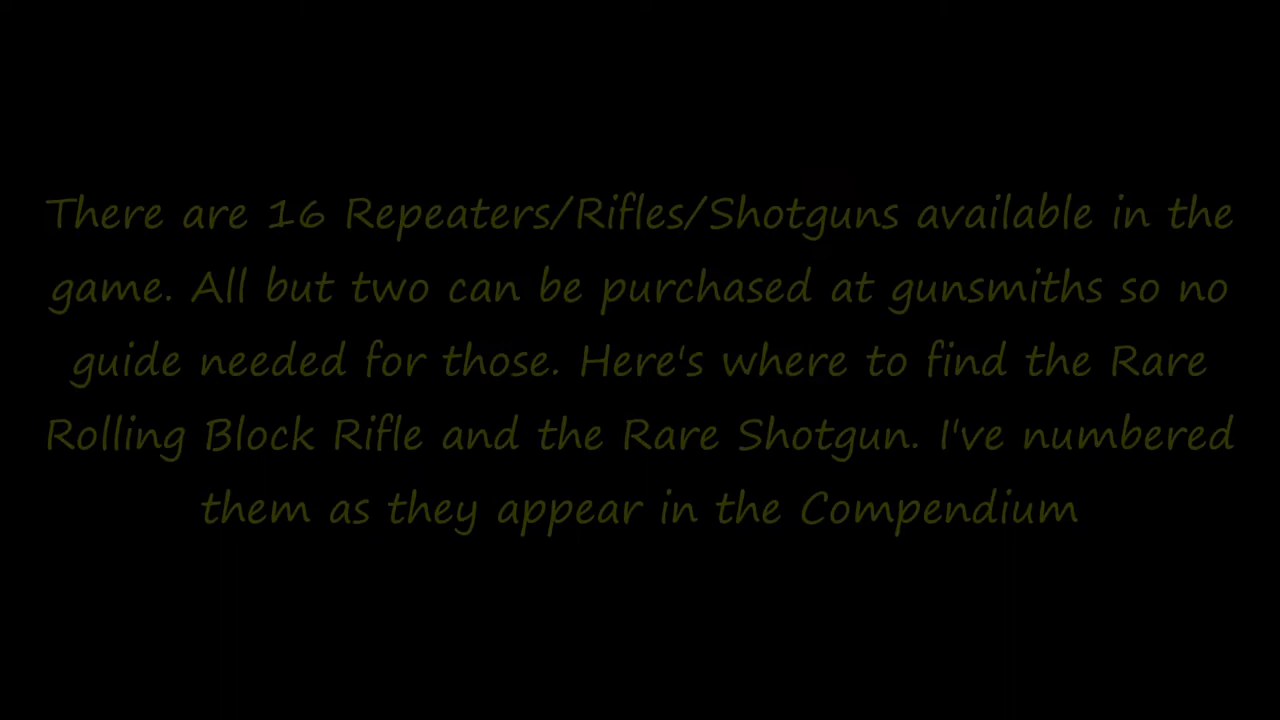 There are 16 Repeaters/Rifles/Shotguns available in the
game. All but two can be purchased at gunsmiths so no
guide needed for those. Here's where to find the Rare
Rolling Block Rifle and the Rare Shotgun. I've numbered
them as they appear in the Compendium